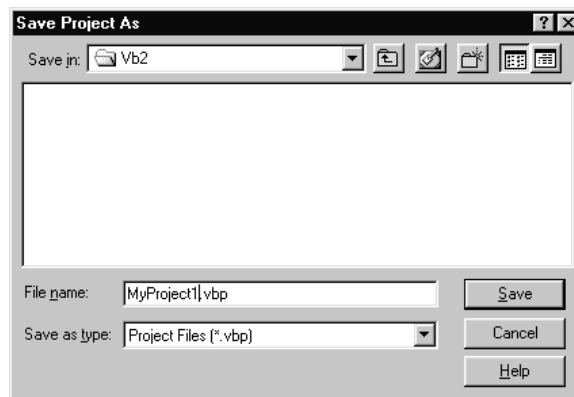 Save Project As
Save in: Vb2
File name: MyProject1.vbp Save
Save as type: Project Files (*.vbp) Cancel
Help